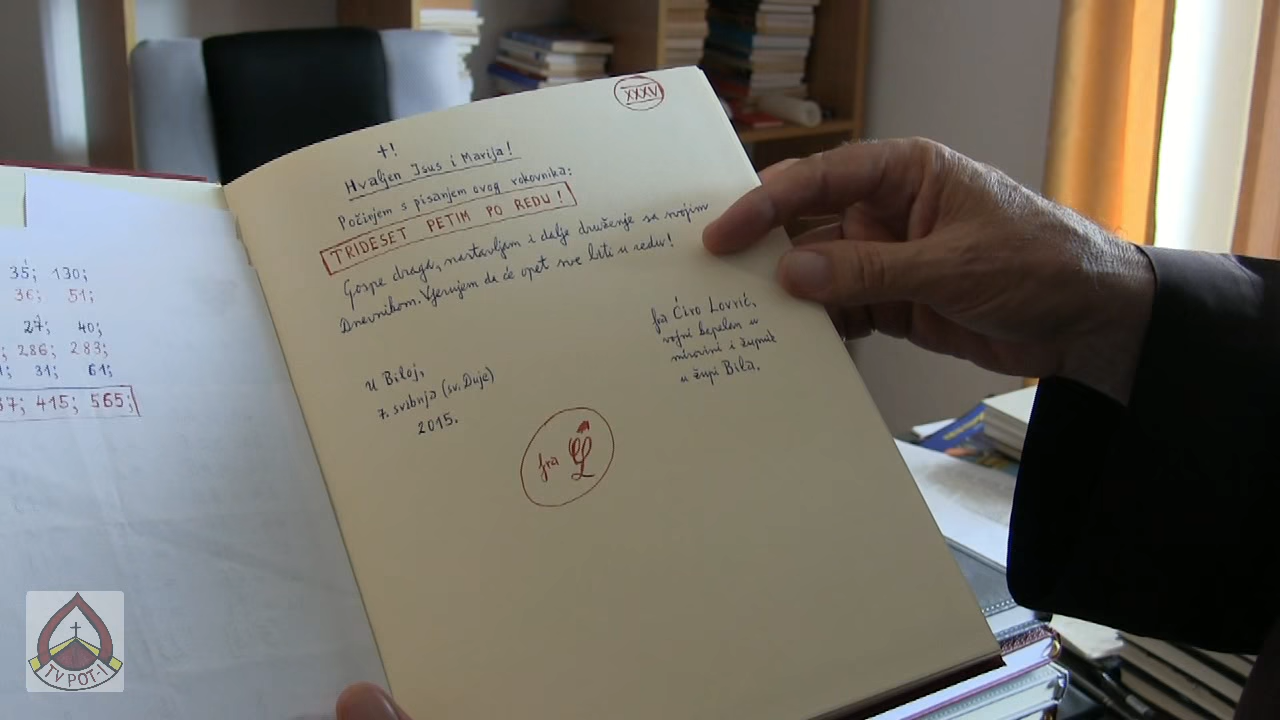 35; 130;
36; 51;
27; 40;
286; 283;
31; 61;
37; 415; 565;
XXXV
+!
Hvaljen Isus i Marija!
Počinjem s pisanjem ovog rokovnika:
TRIDESET PETIM PO REDU!
Gospe draga, nastavljem i dalje druženje sa svojim
Dnevnikom. Vjerujem da će opet sve biti u redu!
fra Ćiro Lovrić,
vojni kapelan u
mirovini i župnik
u župi Bila.
U Biloj,
7. svibnja (sv. Duje)
2015.
fra
TV POT-I